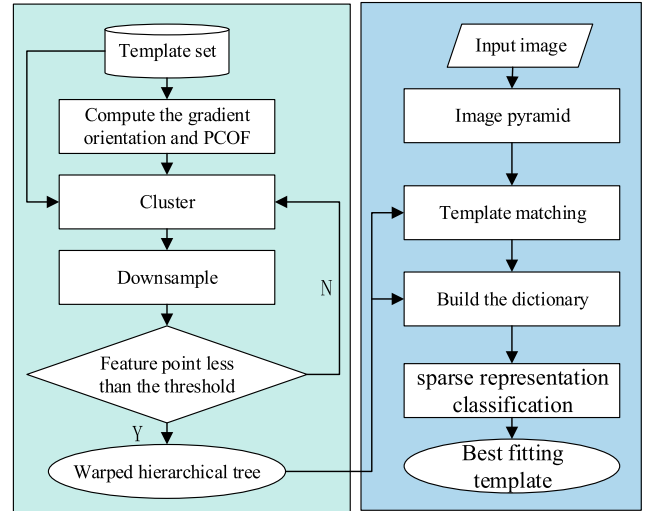 Template set
Compute the gradient
orientation and PCOF
Cluster
Downsample
N
Feature point less
than the threshold
Y
Warped hierarchical tree
Input image
Image pyramid
Template matching
Build the dictionary
sparse representation
classification
Best fitting
template